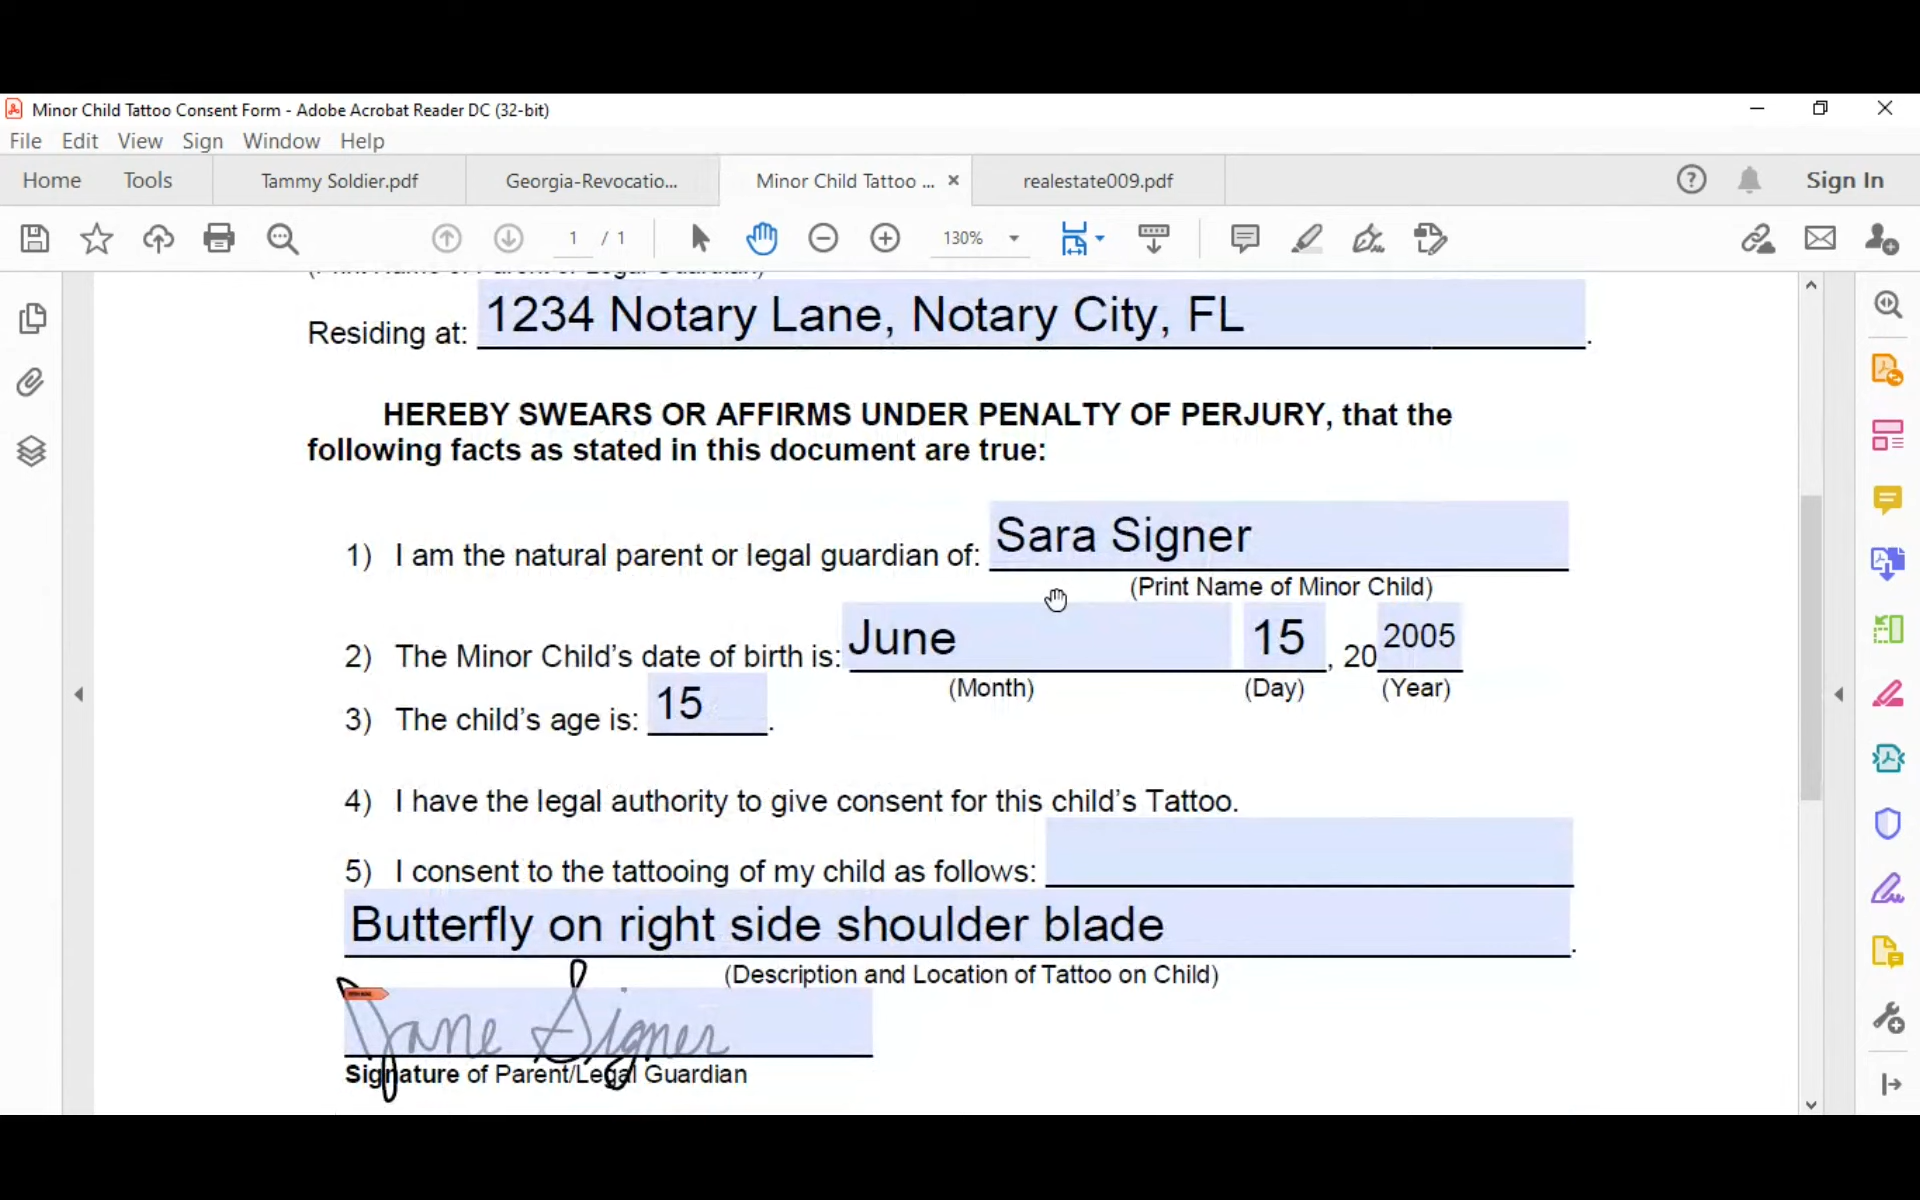 Minor Child Tattoo Consent Form - Adobe Acrobat Reader DC (32-bit)
File Edit View Sign Window Help
Home Tools Tammy Soldier.pdf Georgia-Revocatio... Minor Child Tattoo ... realestate009.pdf Sign In
1 / 1 130%
(Print Name of Parent or Legal Guardian)
Residing at: 1234 Notary Lane, Notary City, FL.
HEREBY SWEARS OR AFFIRMS UNDER PENALTY OF PERJURY, that the
following facts as stated in this document are true:
1) I am the natural parent or legal guardian of: Sara Signer
(Print Name of Minor Child)
2) The Minor Child's date of birth is: June 15, 20 2005
(Month) (Day) (Year)
3) The child's age is: 15.
4) I have the legal authority to give consent for this child's Tattoo.
5) I consent to the tattooing of my child as follows:
Butterfly on right side shoulder blade.
(Description and Location of Tattoo on Child)
Jane Signer
Signature of Parent/Legal Guardian